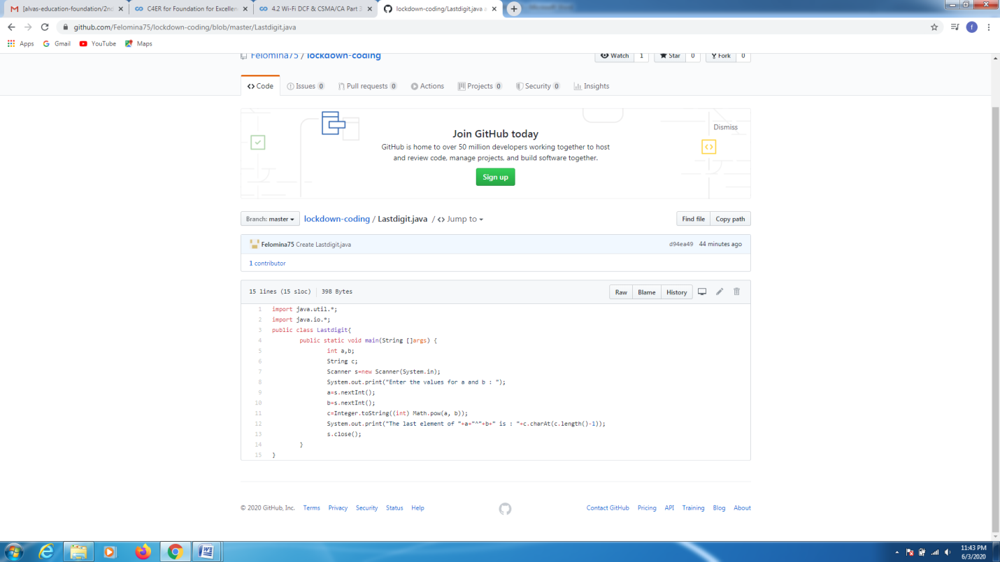 [alvas-education-foundation/2nd
C4ER for Foundation for Excellen
4.2 Wi-Fi DCF & CSMA/CA Part 3
lockdown-coding/Lastdigit.java a
github.com/Felomina75/lockdown-coding/blob/master/Lastdigit.java
f
Apps Gmail YouTube Maps
Felomina75 / lockdown-coding
Watch 1 Star 0 Fork 0
Code Issues 0 Pull requests 0 Actions Projects 0 Security 0 Insights
Join GitHub today
Dismiss
GitHub is home to over 50 million developers working together to host
and review code, manage projects, and build software together.
Sign up
Branch: master lockdown-coding / Lastdigit.java / <> Jump to
Find file Copy path
Felomina75 Create Lastdigit.java
d94ea49 44 minutes ago
1 contributor
15 lines (15 sloc) 398 Bytes
Raw Blame History
1 import java.util.*;
2 import java.io.*;
3 public class Lastdigit{
4 public static void main(String []args) {
5 int a,b;
6 String c;
7 Scanner s=new Scanner(System.in);
8 System.out.print("Enter the values for a and b : ");
9 a=s.nextInt();
10 b=s.nextInt();
11 c=Integer.toString((int) Math.pow(a, b));
12 System.out.print("The last element of "+a+"^"+b+" is : "+c.charAt(c.length()-1));
13 s.close();
14 }
15 }
© 2020 GitHub, Inc. Terms Privacy Security Status Help
Contact GitHub Pricing API Training Blog About
11:43 PM
6/3/2020